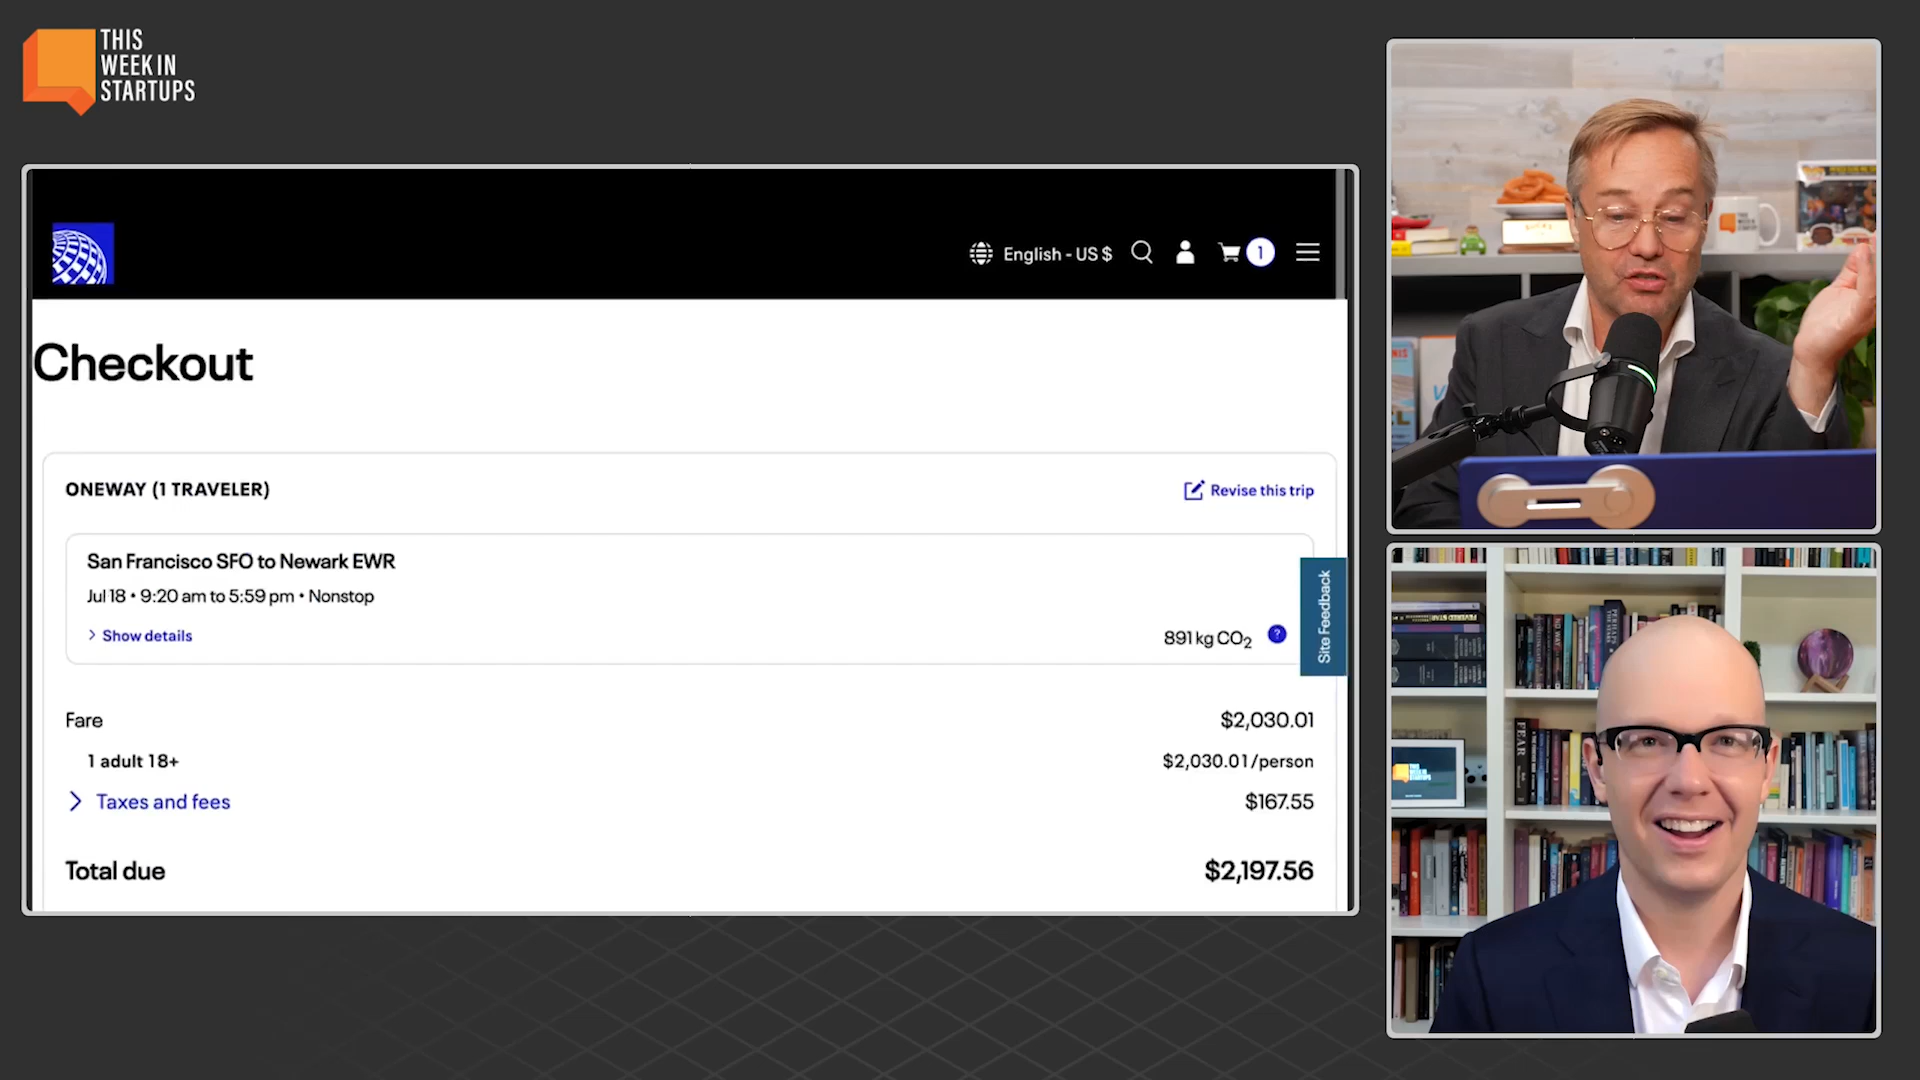 THIS
WEEK IN
STARTUPS
English - US $
1
Checkout
ONEWAY (1 TRAVELER)
Revise this trip
San Francisco SFO to Newark EWR
Jul 18 • 9:20 am to 5:59 pm • Nonstop
Show details
891 kg CO2
?
Site Feedback
Fare
$2,030.01
1 adult 18+
$2,030.01/person
Taxes and fees
$167.55
Total due
$2,197.56
FEAR